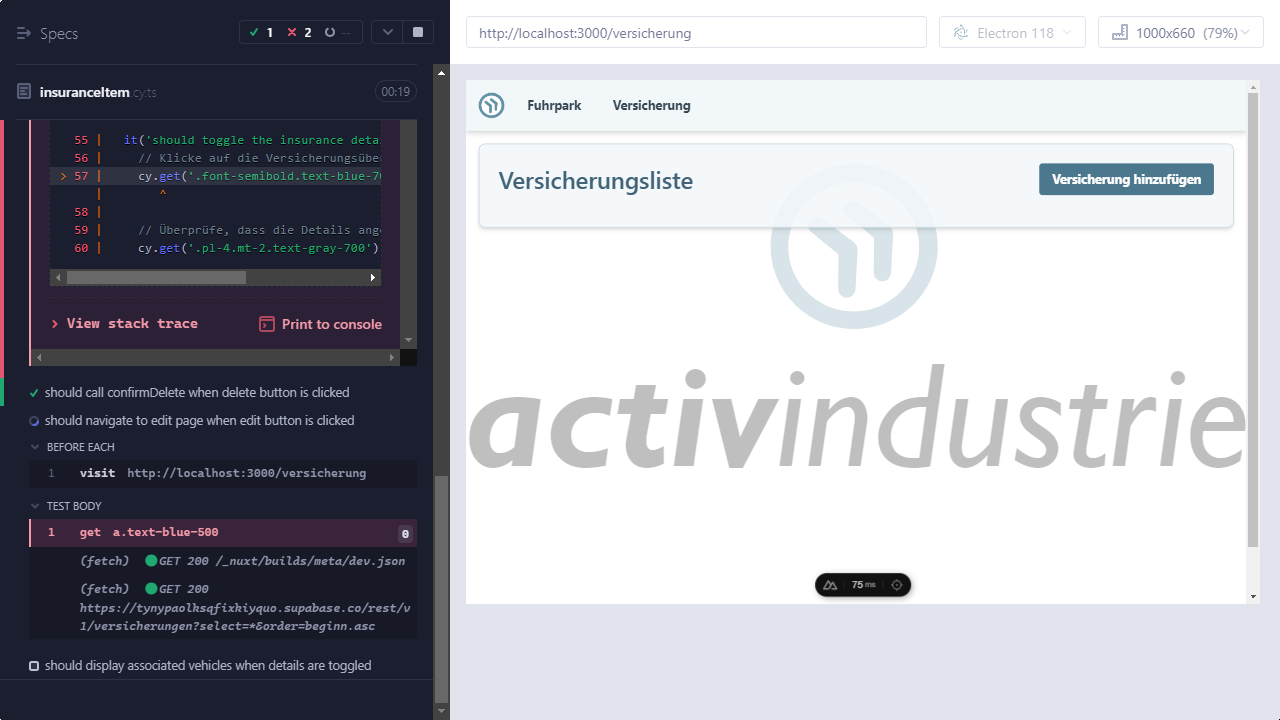 Specs
1
2
--
insuranceItem.cy.ts
00:19
55 | it('should toggle the insurance detai
56 | // Klicke auf die Versicherungsüber
> 57 | cy.get('.font-semibold.text-blue-70
| ^
58 |
59 | // Überprüfe, dass die Details ange
60 | cy.get('.pl-4.mt-2.text-gray-700')
View stack trace
Print to console
should call confirmDelete when delete button is clicked
should navigate to edit page when edit button is clicked
BEFORE EACH
1 visit http://localhost:3000/versicherung
TEST BODY
1 get a.text-blue-500 0
(fetch) GET 200 /_nuxt/builds/meta/dev.json
(fetch) GET 200
https://tynypaolksqfixkiyquo.supabase.co/rest/v
1/versicherungen?select=*&order=beginn.asc
should display associated vehicles when details are toggled
http://localhost:3000/versicherung
Electron 118
1000x660 (79%)
Fuhrpark
Versicherung
Versicherungsliste
Versicherung hinzufügen
activindustrie
75 ms